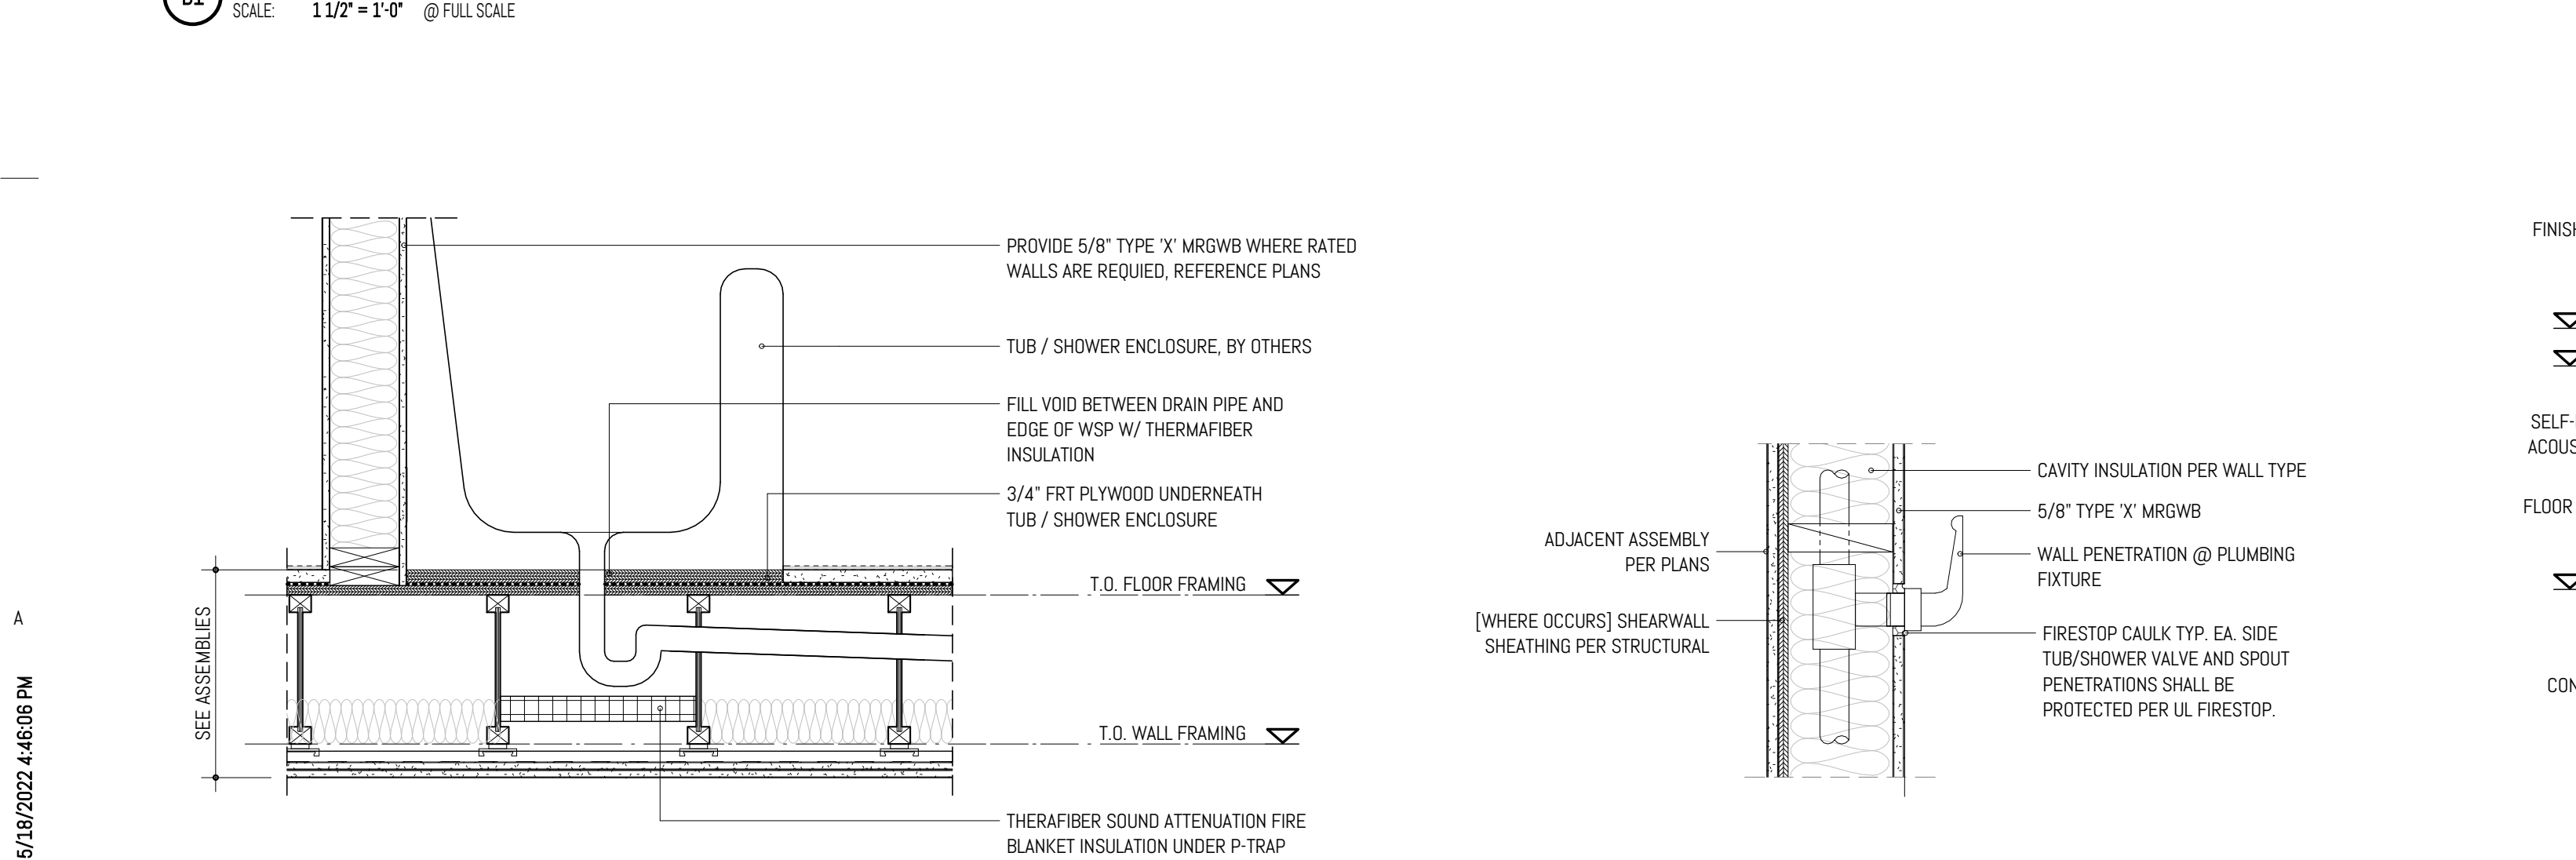 B1
SCALE: 1 1/2" = 1'-0" @ FULL SCALE
PROVIDE 5/8" TYPE 'X' MRGWB WHERE RATED
WALLS ARE REQUIED, REFERENCE PLANS
TUB / SHOWER ENCLOSURE, BY OTHERS
FILL VOID BETWEEN DRAIN PIPE AND
EDGE OF WSP W/ THERMAFIBER
INSULATION
3/4" FRT PLYWOOD UNDERNEATH
TUB / SHOWER ENCLOSURE
T.O. FLOOR FRAMING
T.O. WALL FRAMING
THERAFIBER SOUND ATTENUATION FIRE
BLANKET INSULATION UNDER P-TRAP
SEE ASSEMBLIES
A
5/18/2022 4:46:06 PM
ADJACENT ASSEMBLY
PER PLANS
[WHERE OCCURS] SHEARWALL
SHEATHING PER STRUCTURAL
CAVITY INSULATION PER WALL TYPE
5/8" TYPE 'X' MRGWB
WALL PENETRATION @ PLUMBING
FIXTURE
FIRESTOP CAULK TYP. EA. SIDE
TUB/SHOWER VALVE AND SPOUT
PENETRATIONS SHALL BE
PROTECTED PER UL FIRESTOP.
FINISH
SELF-
ACOUS
FLOOR
CON